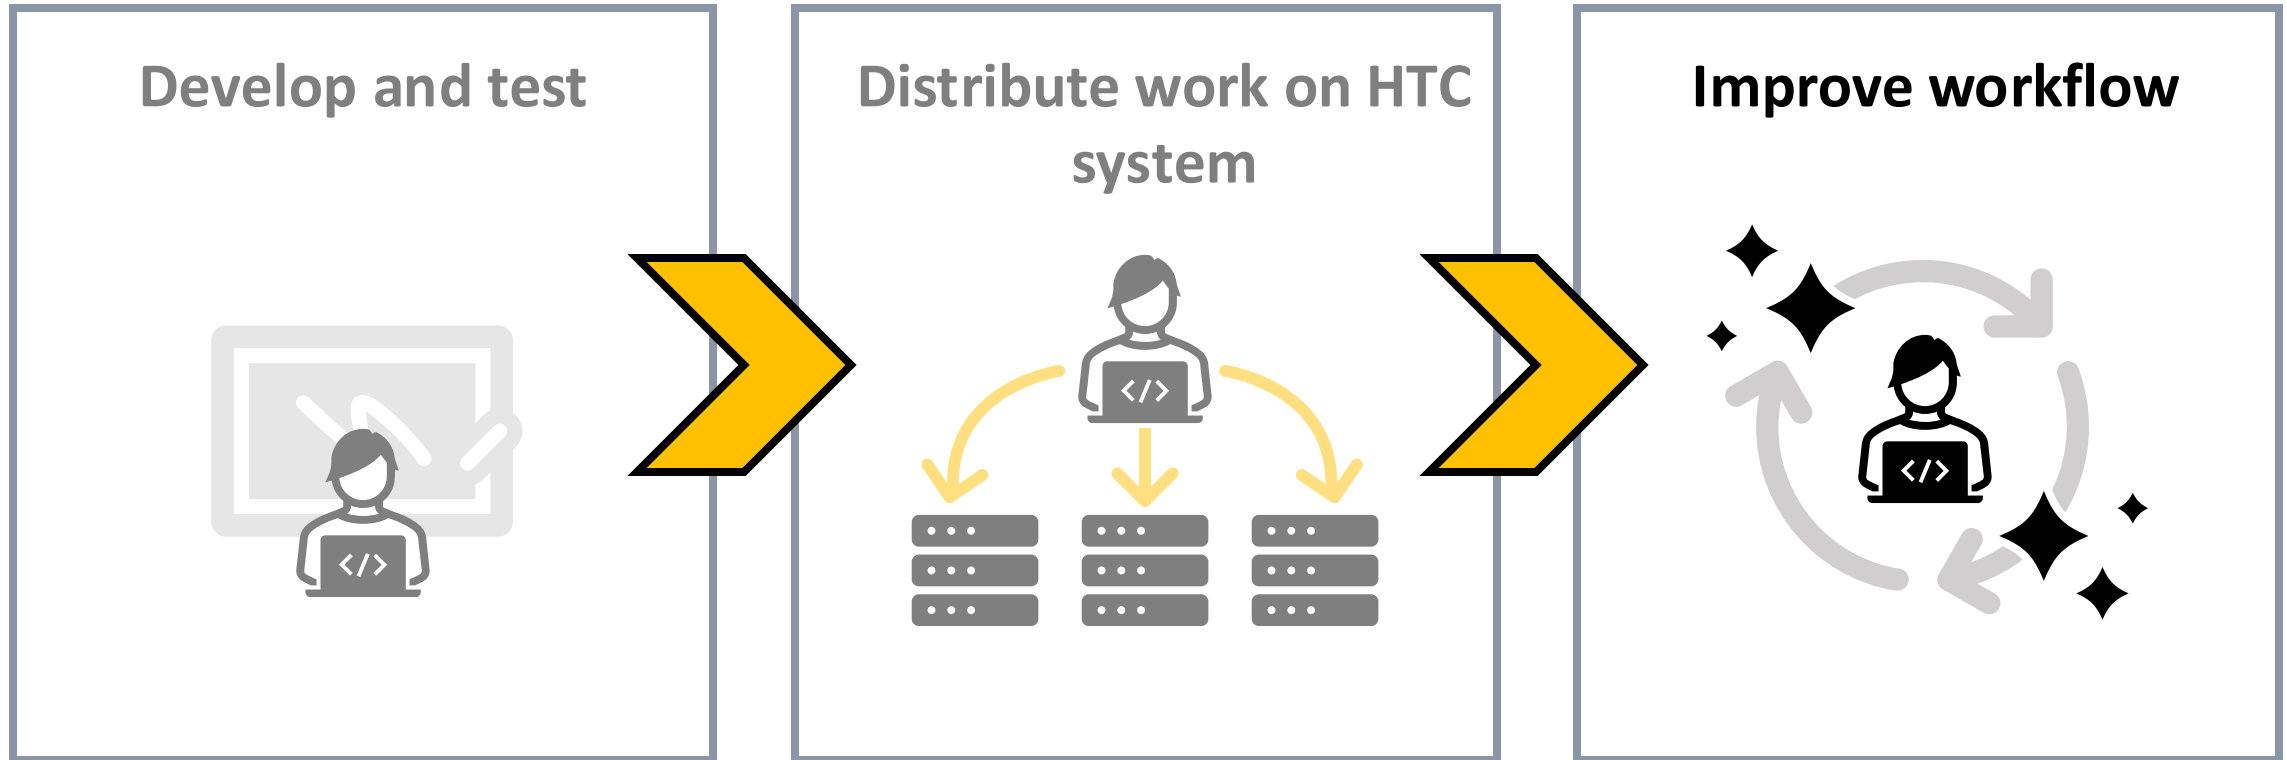 Develop and test
Distribute work on HTC
system
Improve workflow
</>
</>
</>